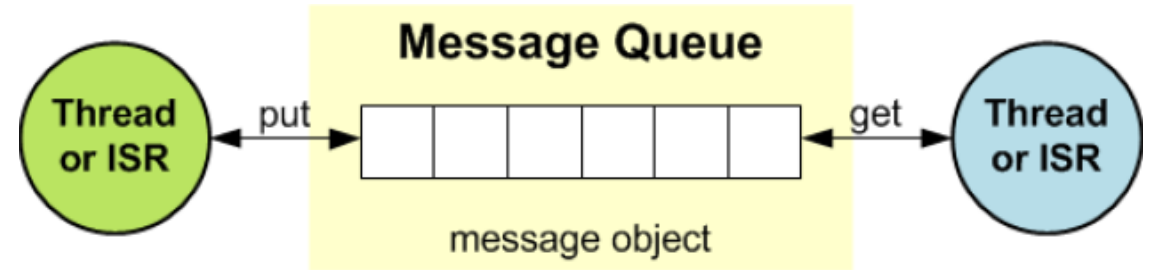 Message Queue
Thread
or ISR
put
get
Thread
or ISR
message object